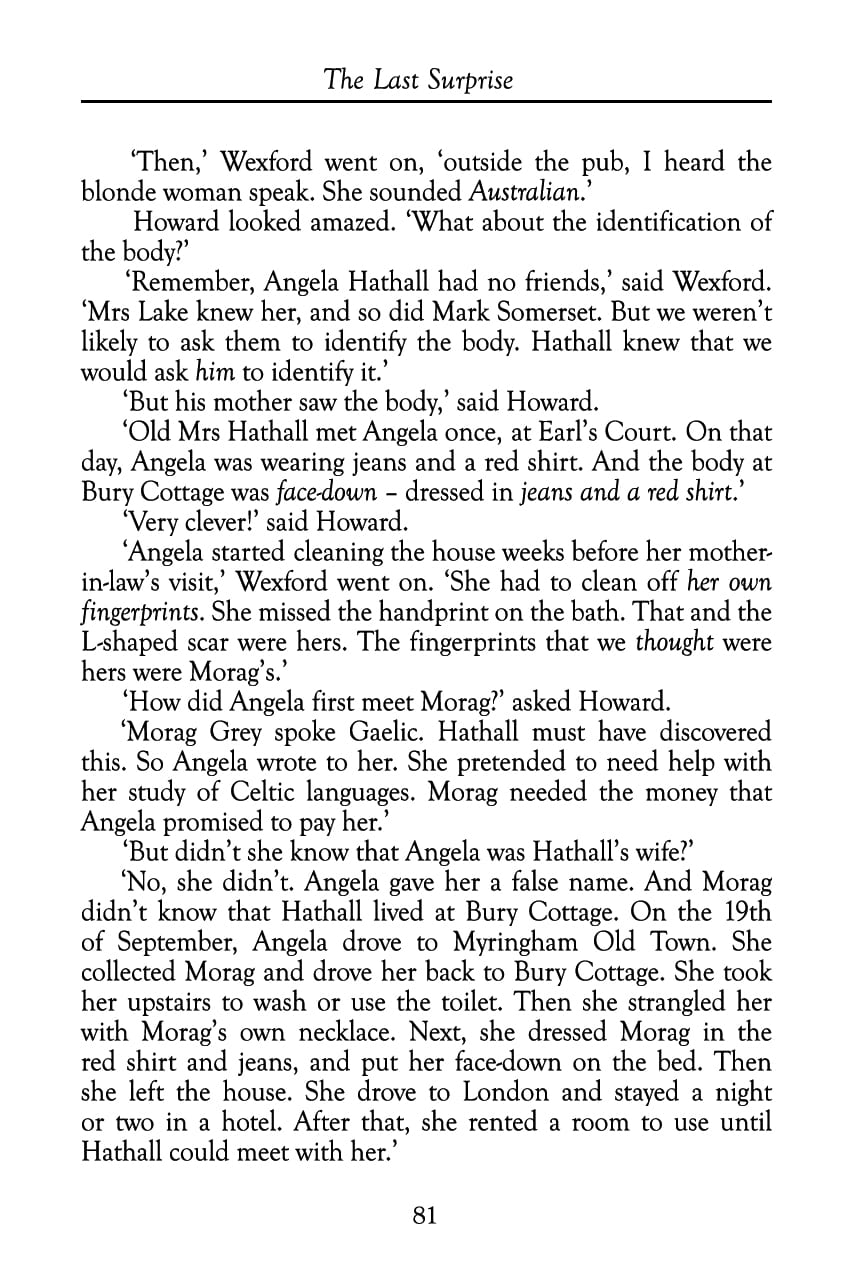 The Last Surprise
‘Then,’ Wexford went on, ‘outside the pub, I heard the
blonde woman speak. She sounded Australian.’
Howard looked amazed. ‘What about the identification of
the body?’
‘Remember, Angela Hathall had no friends,’ said Wexford.
‘Mrs Lake knew her, and so did Mark Somerset. But we weren’t
likely to ask them to identify the body. Hathall knew that we
would ask him to identify it.’
‘But his mother saw the body,’ said Howard.
‘Old Mrs Hathall met Angela once, at Earl’s Court. On that
day, Angela was wearing jeans and a red shirt. And the body at
Bury Cottage was face-down – dressed in jeans and a red shirt.’
‘Very clever!’ said Howard.
‘Angela started cleaning the house weeks before her mother-
in-law’s visit,’ Wexford went on. ‘She had to clean off her own
fingerprints. She missed the handprint on the bath. That and the
L-shaped scar were hers. The fingerprints that we thought were
hers were Morag’s.’
‘How did Angela first meet Morag?’ asked Howard.
‘Morag Grey spoke Gaelic. Hathall must have discovered
this. So Angela wrote to her. She pretended to need help with
her study of Celtic languages. Morag needed the money that
Angela promised to pay her.’
‘But didn’t she know that Angela was Hathall’s wife?’
‘No, she didn’t. Angela gave her a false name. And Morag
didn’t know that Hathall lived at Bury Cottage. On the 19th
of September, Angela drove to Myringham Old Town. She
collected Morag and drove her back to Bury Cottage. She took
her upstairs to wash or use the toilet. Then she strangled her
with Morag’s own necklace. Next, she dressed Morag in the
red shirt and jeans, and put her face-down on the bed. Then
she left the house. She drove to London and stayed a night
or two in a hotel. After that, she rented a room to use until
Hathall could meet with her.’
81